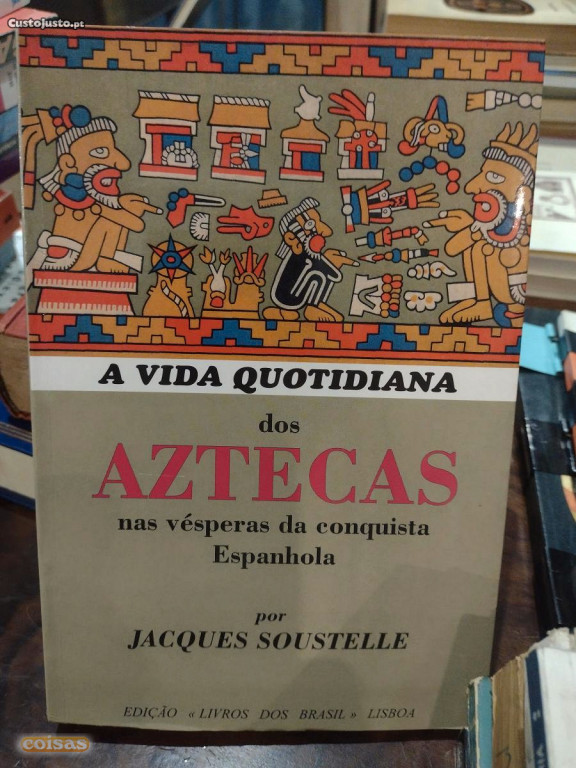 CustoJusto.pt
A VIDA QUOTIDIANA
dos
AZTECAS
nas vésperas da conquista
Espanhola
por
JACQUES SOUSTELLE
EDIÇÃO « LIVROS DOS BRASIL » LISBOA
coisas